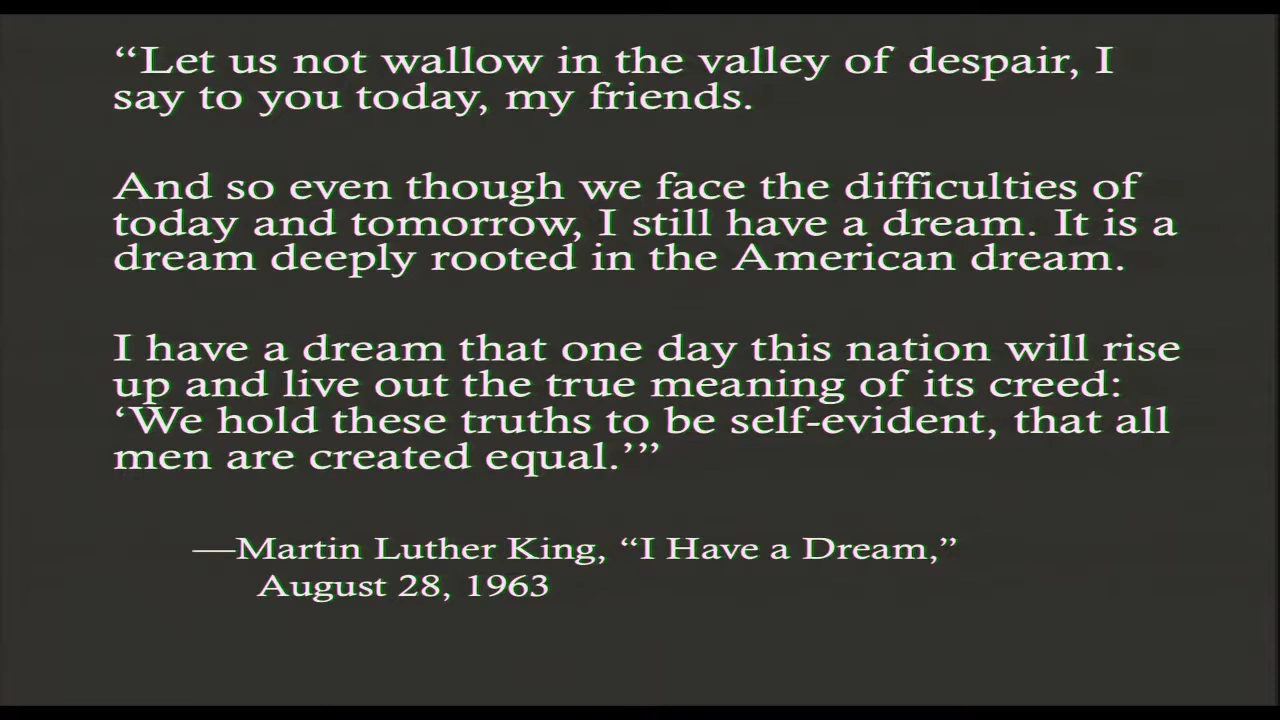 “Let us not wallow in the valley of despair, I
say to you today, my friends.
And so even though we face the difficulties of
today and tomorrow, I still have a dream. It is a
dream deeply rooted in the American dream.
I have a dream that one day this nation will rise
up and live out the true meaning of its creed:
‘We hold these truths to be self-evident, that all
men are created equal.’”
—Martin Luther King, “I Have a Dream,”
August 28, 1963